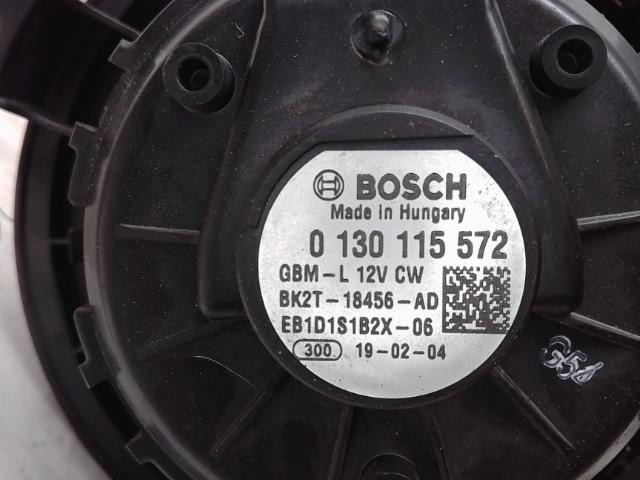 BOSCH
Made in Hungary
0 130 115 572
GBM-L 12V CW
BK2T-18456-AD
EB1D1S1B2X-06
300 19-02-04